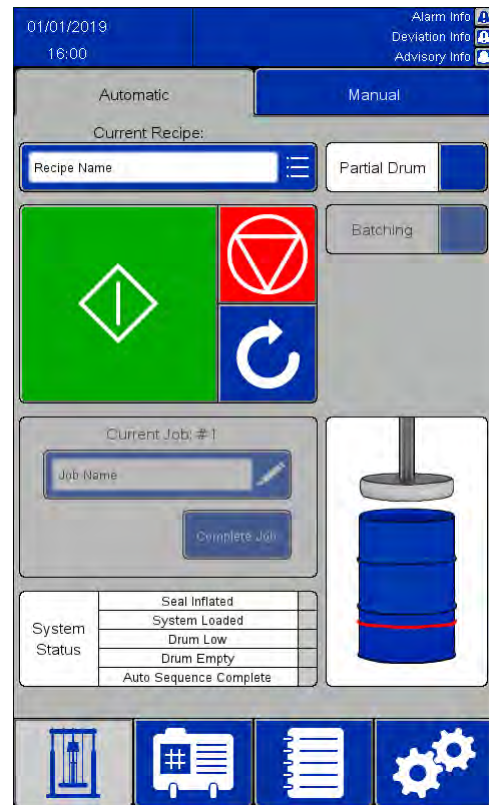 01/01/2019
16:00
Alarm Info
Deviation Info
Advisory Info
Automatic
Manual
Current Recipe:
Recipe Name
Partial Drum
Batching
Current Job: #1
Job Name
Complete Job
System Status
Seal Inflated
System Loaded
Drum Low
Drum Empty
Auto Sequence Complete
#